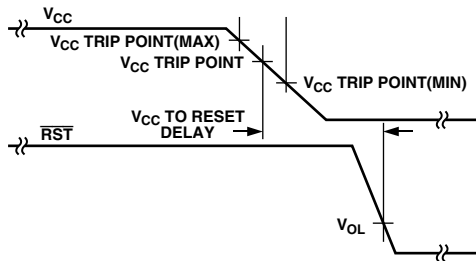 VCC
VCC TRIP POINT(MAX)
VCC TRIP POINT
VCC TRIP POINT(MIN)
VCC TO RESET
DELAY
RST
VOL